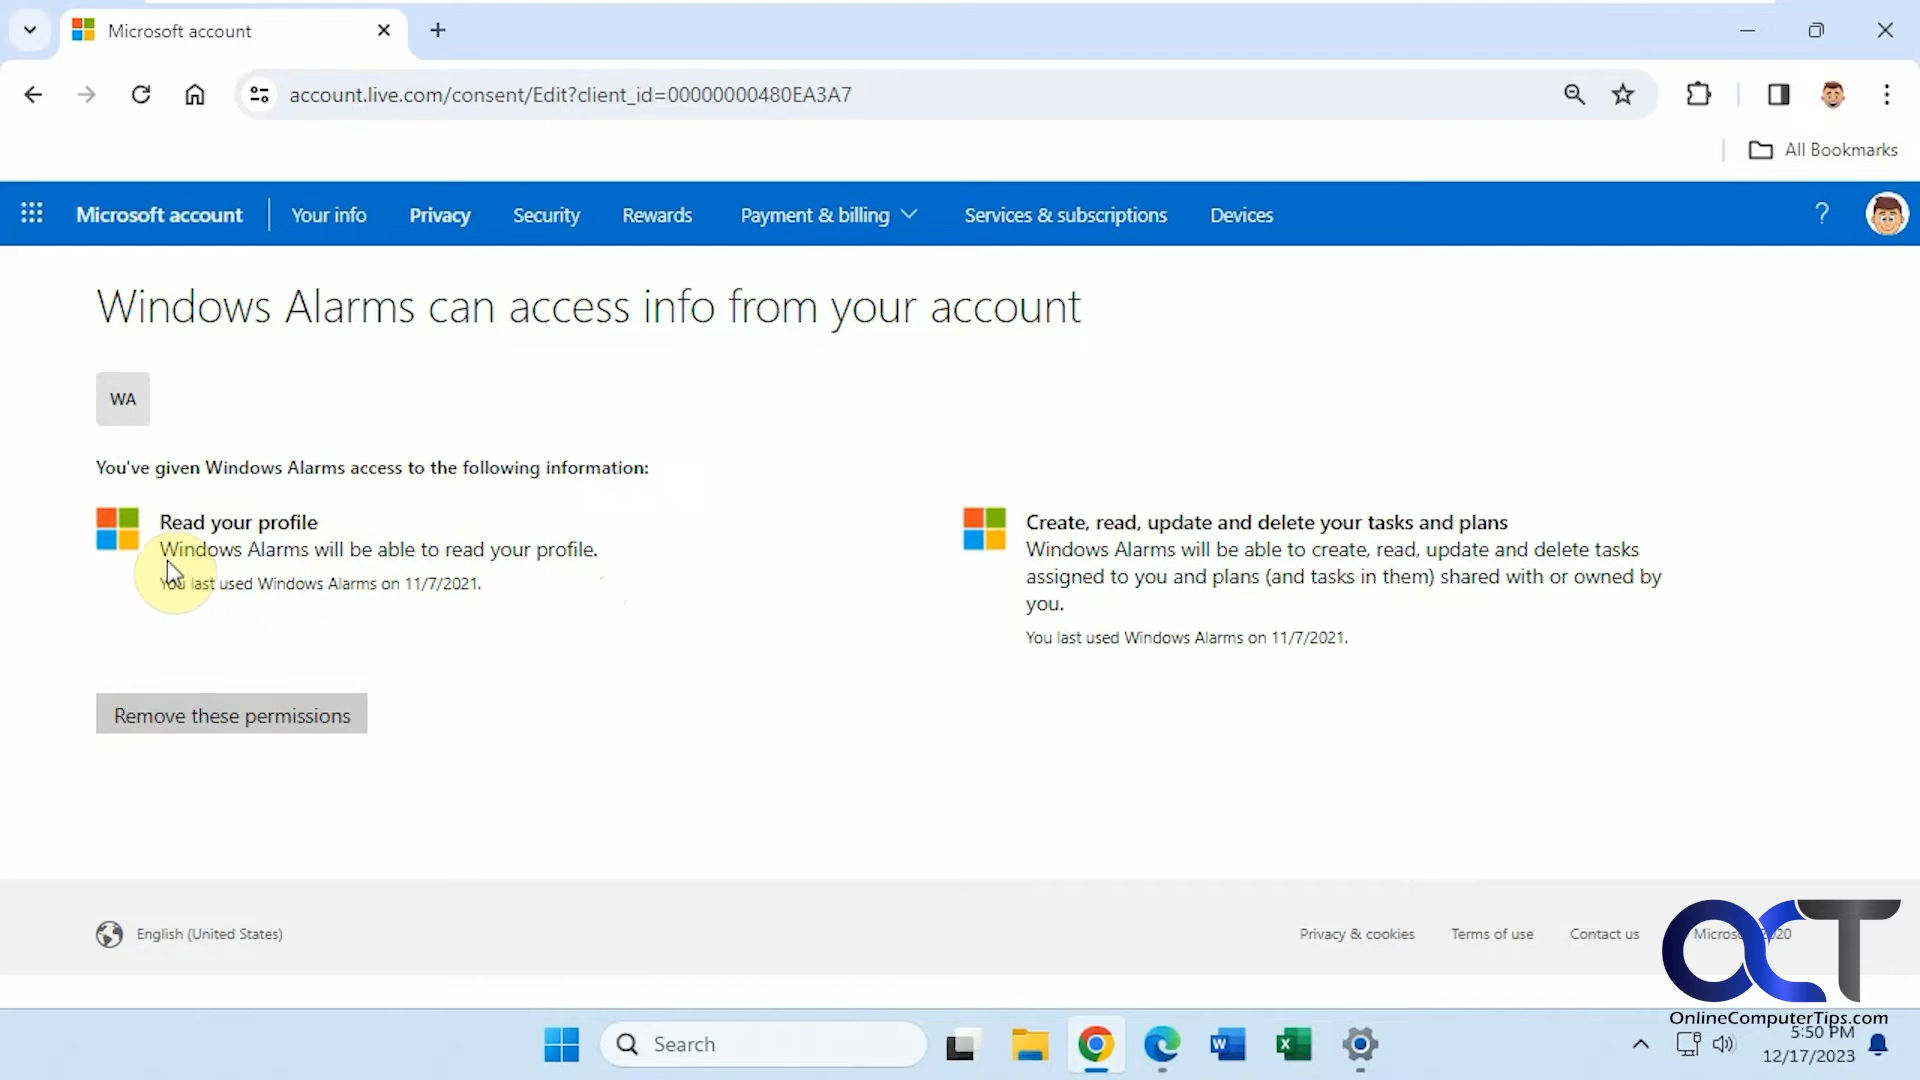 Microsoft account
account.live.com/consent/Edit?client_id=00000000480EA3A7
All Bookmarks
Microsoft account
Your info
Privacy
Security
Rewards
Payment & billing
Services & subscriptions
Devices
?
Windows Alarms can access info from your account
WA
You've given Windows Alarms access to the following information:
Read your profile
Windows Alarms will be able to read your profile.
You last used Windows Alarms on 11/7/2021.
Create, read, update and delete your tasks and plans
Windows Alarms will be able to create, read, update and delete tasks
assigned to you and plans (and tasks in them) shared with or owned by
you.
You last used Windows Alarms on 11/7/2021.
Remove these permissions
English (United States)
Privacy & cookies
Terms of use
Contact us
OCT
OnlineComputerTips.com
Search
5:50 PM
12/17/2023